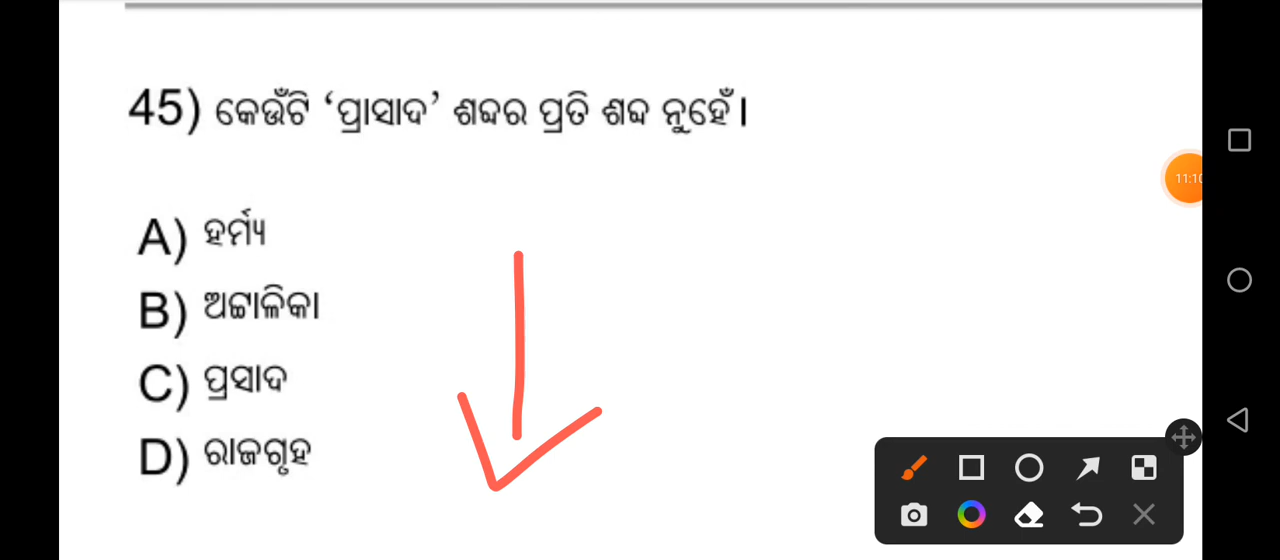 45) କେଉଁଟି ‘ପ୍ରାସାଦ’ ଶବ୍ଦର ପ୍ରତି ଶବ୍ଦ ନୁହେଁ।
A) ହର୍ମ୍ୟ
B) ଅଟ୍ଟାଳିକା
C) ପ୍ରସାଦ
D) ରାଜଗୃହ